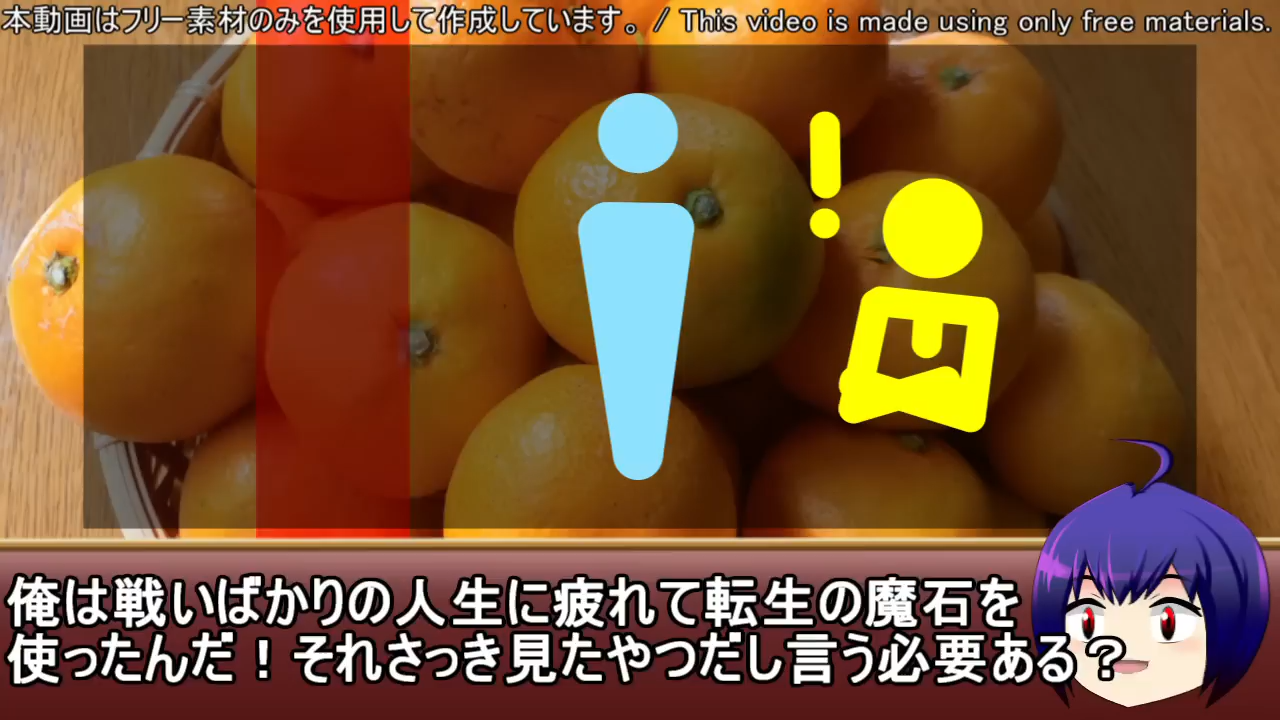 本動画はフリー素材のみを使用して作成しています。 / This video is made using only free materials.
俺は戦いばかりの人生に疲れて転生の魔石を
使ったんだ！それさっき見たやつだし言う必要ある？